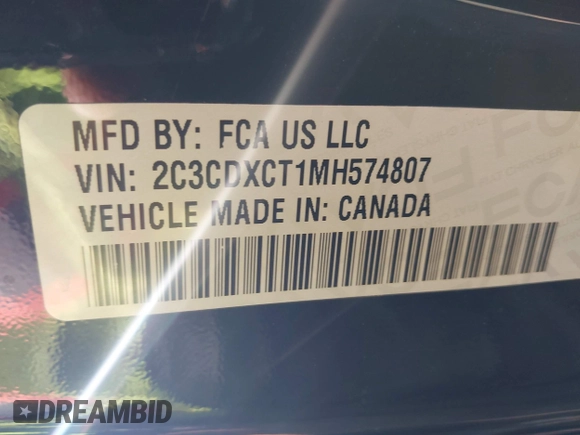 MFD BY: FCA US LLC
VIN: 2C3CDXCT1MH574807
VEHICLE MADE IN: CANADA
DREAMBID